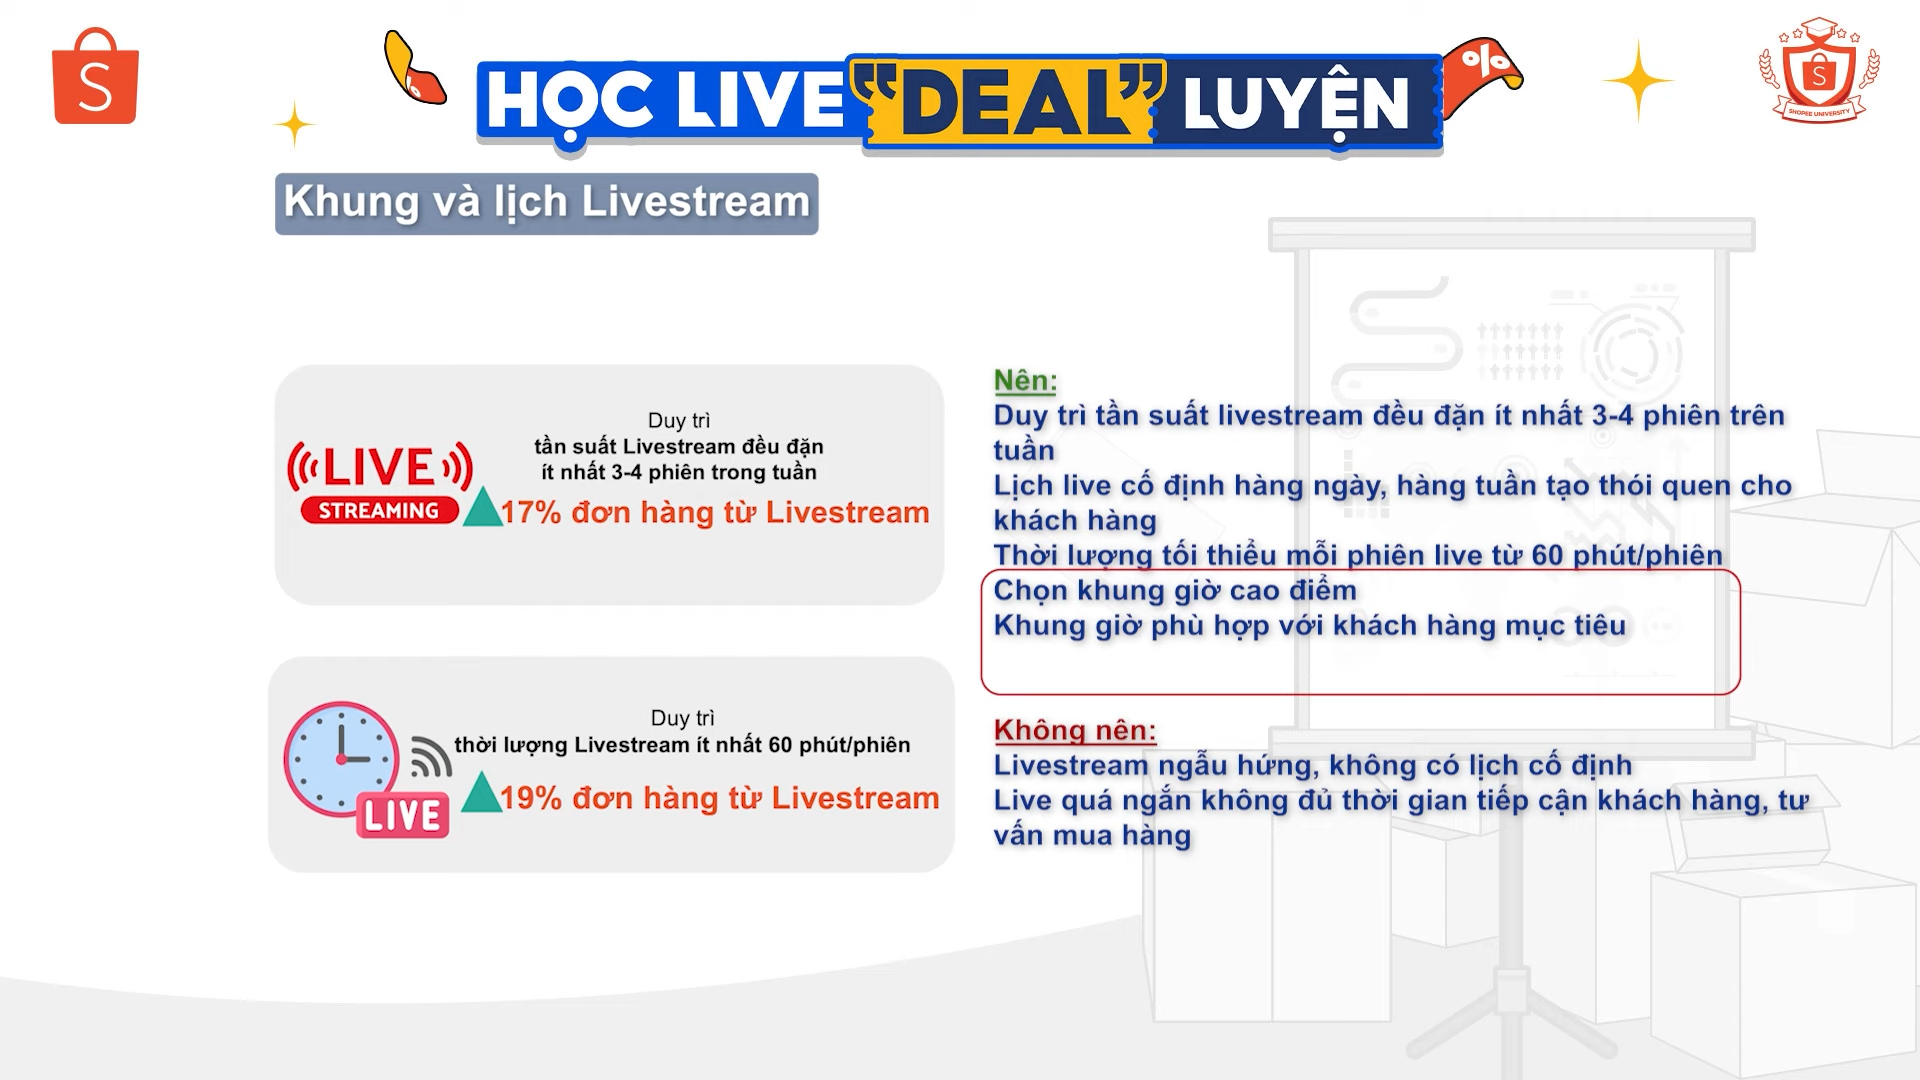 S
HỌC LIVE "DEAL" LUYỆN
%
S
SHOPEE UNIVERSITY
Khung và lịch Livestream
Duy trì
tần suất Livestream đều đặn
ít nhất 3-4 phiên trong tuần
LIVE
STREAMING
17% đơn hàng từ Livestream
Duy trì
thời lượng Livestream ít nhất 60 phút/phiên
19% đơn hàng từ Livestream
LIVE
Nên:
Duy trì tần suất livestream đều đặn ít nhất 3-4 phiên trên
tuần
Lịch live cố định hàng ngày, hàng tuần tạo thói quen cho
khách hàng
Thời lượng tối thiểu mỗi phiên live từ 60 phút/phiên
Chọn khung giờ cao điểm
Khung giờ phù hợp với khách hàng mục tiêu
Không nên:
Livestream ngẫu hứng, không có lịch cố định
Live quá ngắn không đủ thời gian tiếp cận khách hàng, tư
vấn mua hàng